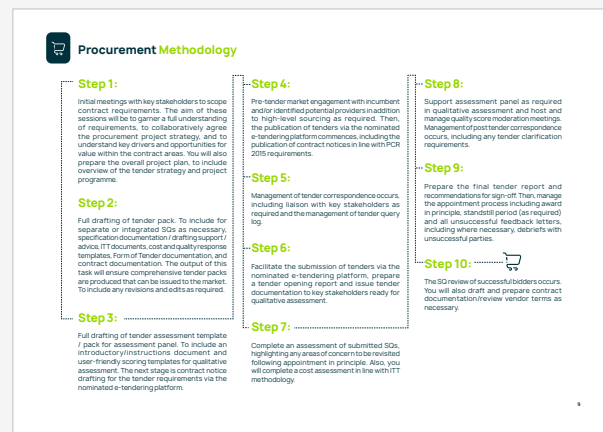 Procurement Methodology
Step 1:
Initial meetings with key stakeholders to scope
contract requirements. The aim of these
sessions will be to garner a full understanding
of requirements, to collaboratively agree
the procurement project strategy, and to
understand key drivers and opportunities for
value within the contract areas. You will also
prepare the overall project plan, to include
overview of the tender strategy and project
programme.
Step 2:
Full drafting of tender pack. To include for
separate or integrated SQs as necessary,
specification documentation / drafting support /
advice, ITT documents, cost and quality response
templates, Form of Tender documentation, and
contract documentation. The output of this
task will ensure comprehensive tender packs
are produced that can be issued to the market.
To include any revisions and edits as required.
Step 3:
Full drafting of tender assessment template
/ pack for assessment panel. To include an
introductory/instructions document and
user-friendly scoring templates for qualitative
assessment. The next stage is contract notice
drafting for the tender requirements via the
nominated e-tendering platform.
Step 4:
Pre-tender market engagement with incumbent
and/or identified potential providers in addition
to high-level sourcing as required. Then,
the publication of tenders via the nominated
e-tendering platform commences, including the
publication of contract notices in line with PCR
2015 requirements.
Step 5:
Management of tender correspondence occurs,
including liaison with key stakeholders as
required and the management of tender query
log.
Step 6:
Facilitate the submission of tenders via the
nominated e-tendering platform, prepare
a tender opening report and issue tender
documentation to key stakeholders ready for
qualitative assessment.
Step 7:
Complete an assessment of submitted SQs,
highlighting any areas of concern to be revisited
following appointment in principle. Also, you
will complete a cost assessment in line with ITT
methodology.
Step 8:
Support assessment panel as required
in qualitative assessment and host and
manage quality score moderation meetings.
Management of post tender correspondence
occurs, including any tender clarification
requirements.
Step 9:
Prepare the final tender report and
recommendations for sign-off. Then, manage
the appointment process including award
in principle, standstill period (as required)
and all unsuccessful feedback letters,
including where necessary, debriefs with
unsuccessful parties.
Step 10:
The SQ review of successful bidders occurs.
You will also draft and prepare contract
documentation/review vendor terms as
necessary.